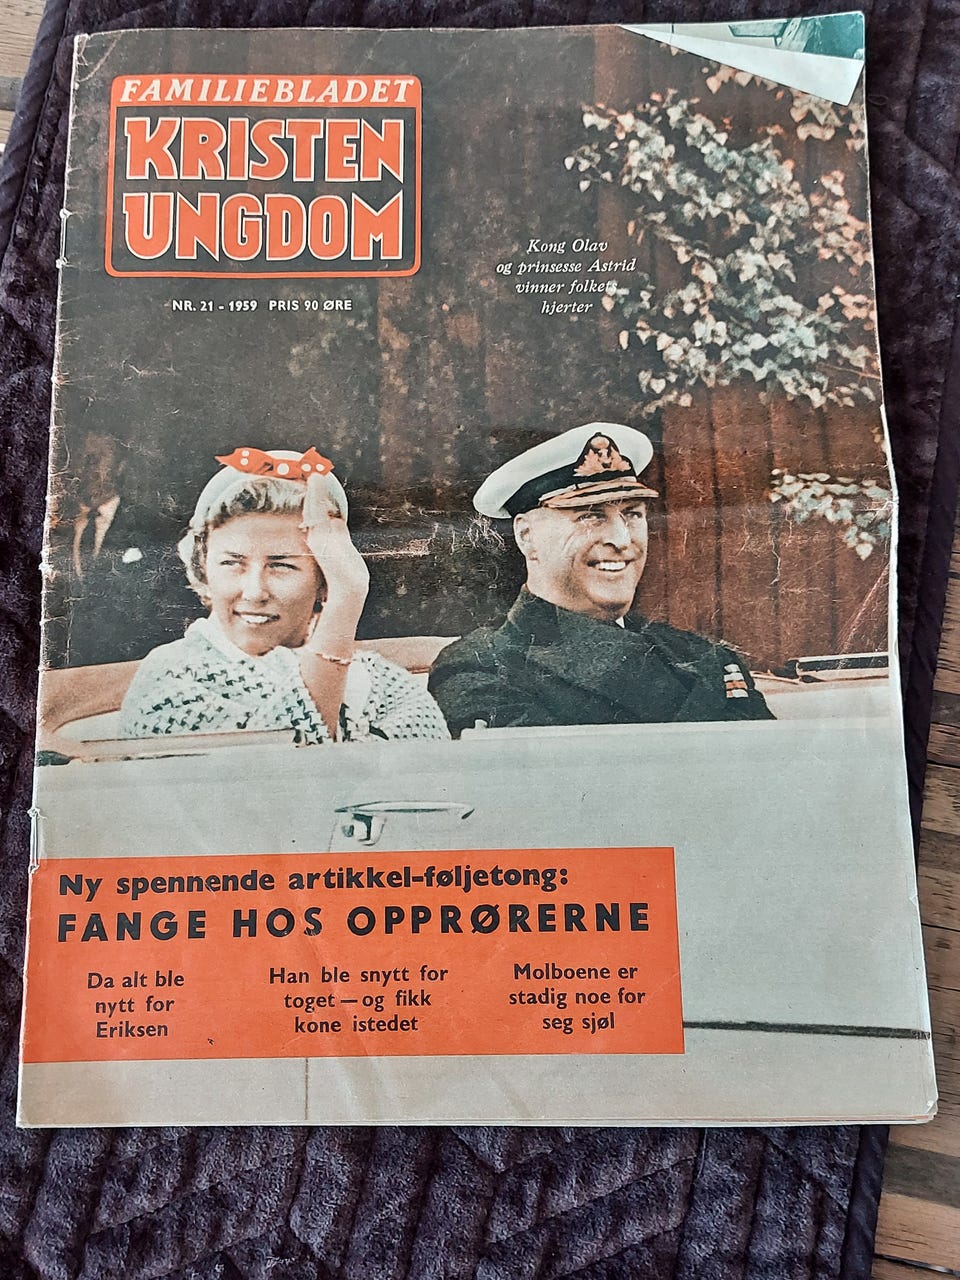 FAMILIEBLADET
KRISTEN
UNGDOM
NR. 21 - 1959 PRIS 90 ØRE
Kong Olav
og prinsesse Astrid
vinner folkets
hjerter
Ny spennende artikkel-føljetong:
FANGE HOS OPPRØRERNE
Da alt ble
nytt for
Eriksen
Han ble snytt for
toget — og fikk
kone istedet
Molboene er
stadig noe for
seg sjøl